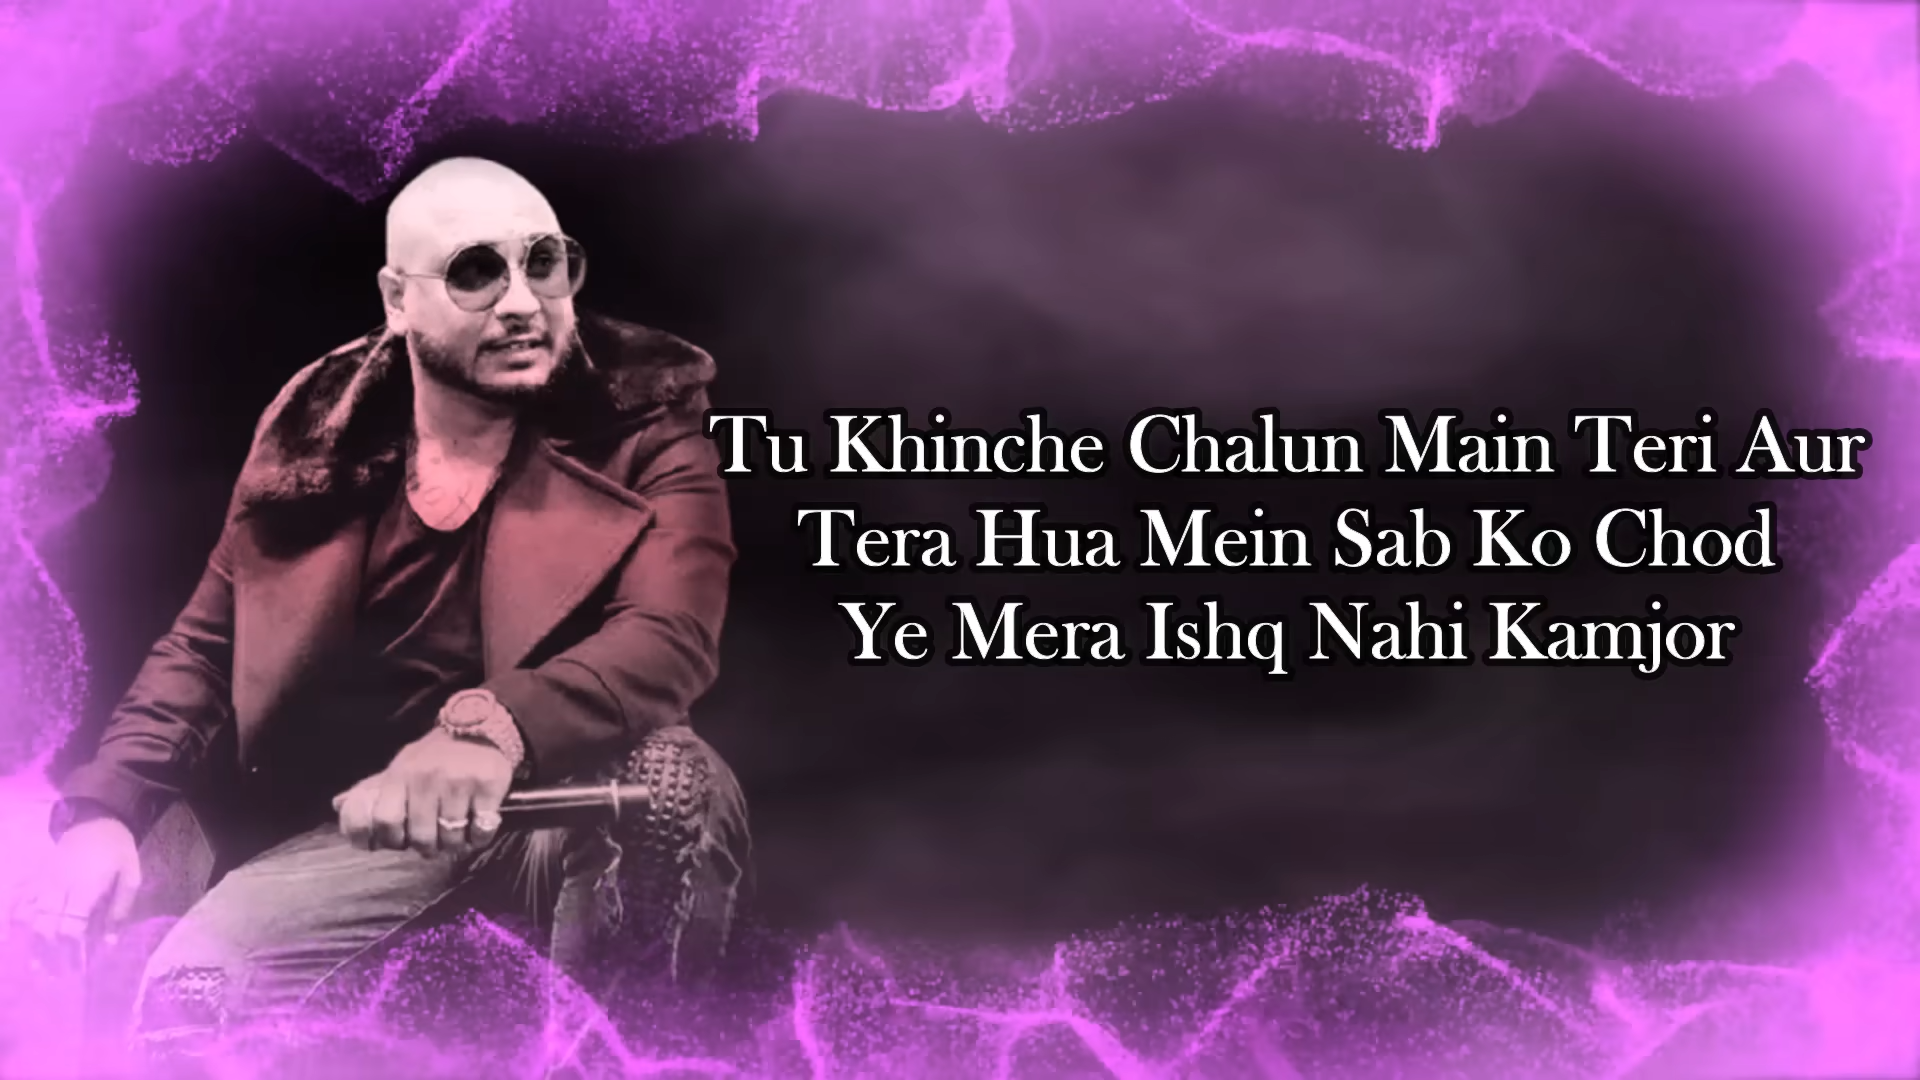 Tu Khinche Chalun Main Teri Aur
Tera Hua Mein Sab Ko Chod
Ye Mera Ishq Nahi Kamjor